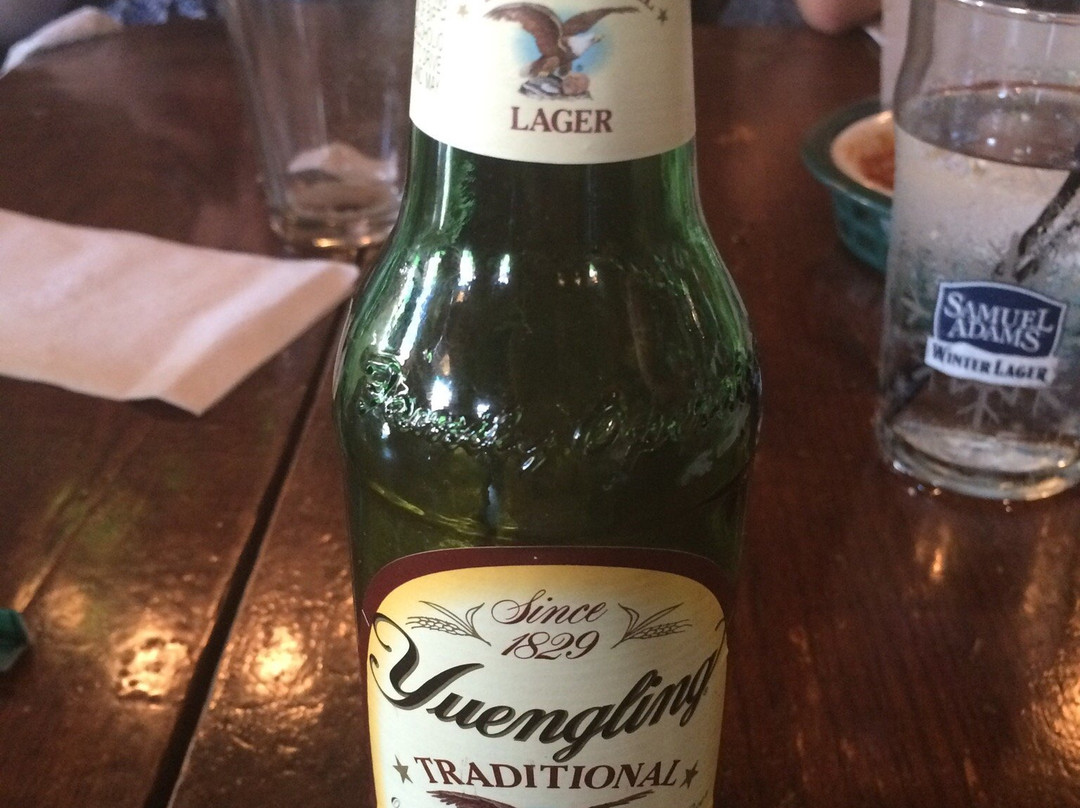 LAGER
Since
1829
Yuengling
TRADITIONAL
SAMUEL
ADAMS
WINTER LAGER